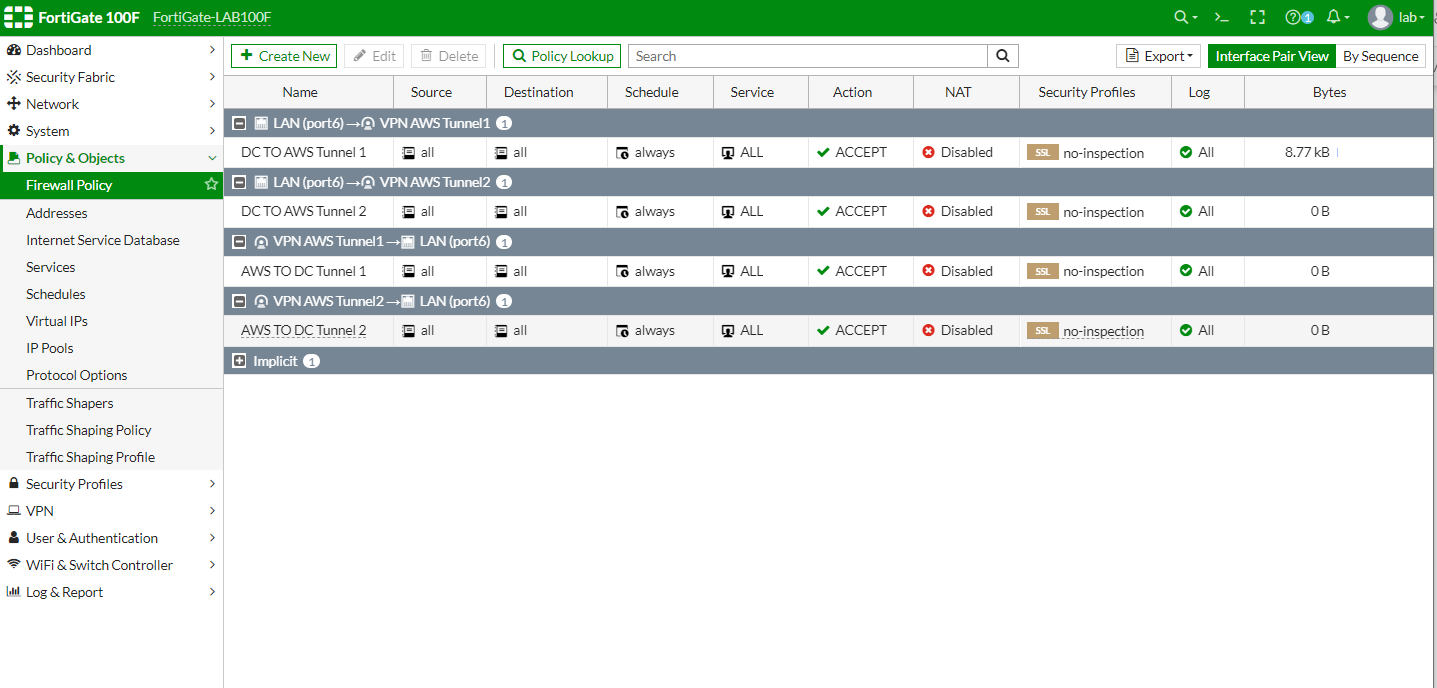 FortiGate 100F FortiGate-LAB100F 1 lab
Dashboard
Security Fabric
Network
System
Policy & Objects
Firewall Policy
Addresses
Internet Service Database
Services
Schedules
Virtual IPs
IP Pools
Protocol Options
Traffic Shapers
Traffic Shaping Policy
Traffic Shaping Profile
Security Profiles
VPN
User & Authentication
WiFi & Switch Controller
Log & Report
Create New Edit Delete Policy Lookup Search Export Interface Pair View By Sequence
Name Source Destination Schedule Service Action NAT Security Profiles Log Bytes
LAN (port6) → VPN AWS Tunnel1 1
DC TO AWS Tunnel 1 all all always ALL ACCEPT Disabled SSL no-inspection All 8.77 kB
LAN (port6) → VPN AWS Tunnel2 1
DC TO AWS Tunnel 2 all all always ALL ACCEPT Disabled SSL no-inspection All 0 B
VPN AWS Tunnel1 → LAN (port6) 1
AWS TO DC Tunnel 1 all all always ALL ACCEPT Disabled SSL no-inspection All 0 B
VPN AWS Tunnel2 → LAN (port6) 1
AWS TO DC Tunnel 2 all all always ALL ACCEPT Disabled SSL no-inspection All 0 B
Implicit 1